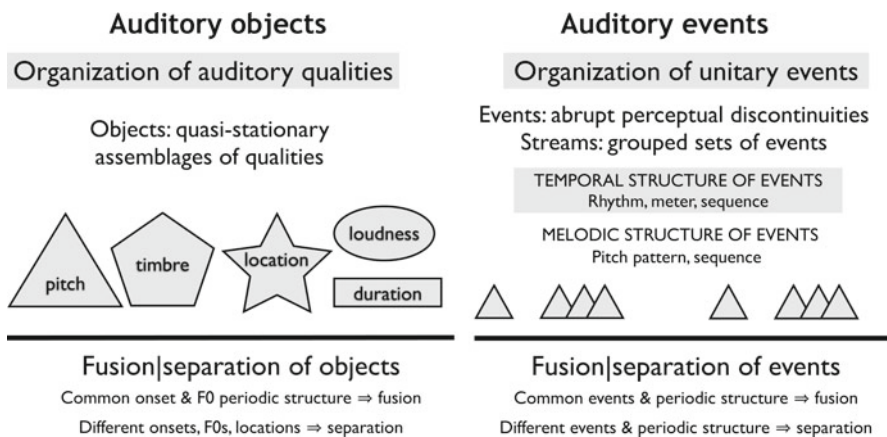 Auditory objects
Organization of auditory qualities
Objects: quasi-stationary
assemblages of qualities
pitch
timbre
location
loudness
duration
Fusion|separation of objects
Common onset & F0 periodic structure ⇒ fusion
Different onsets, F0s, locations ⇒ separation
Auditory events
Organization of unitary events
Events: abrupt perceptual discontinuities
Streams: grouped sets of events
TEMPORAL STRUCTURE OF EVENTS
Rhythm, meter, sequence
MELODIC STRUCTURE OF EVENTS
Pitch pattern, sequence
Fusion|separation of events
Common events & periodic structure ⇒ fusion
Different events & periodic structure ⇒ separation